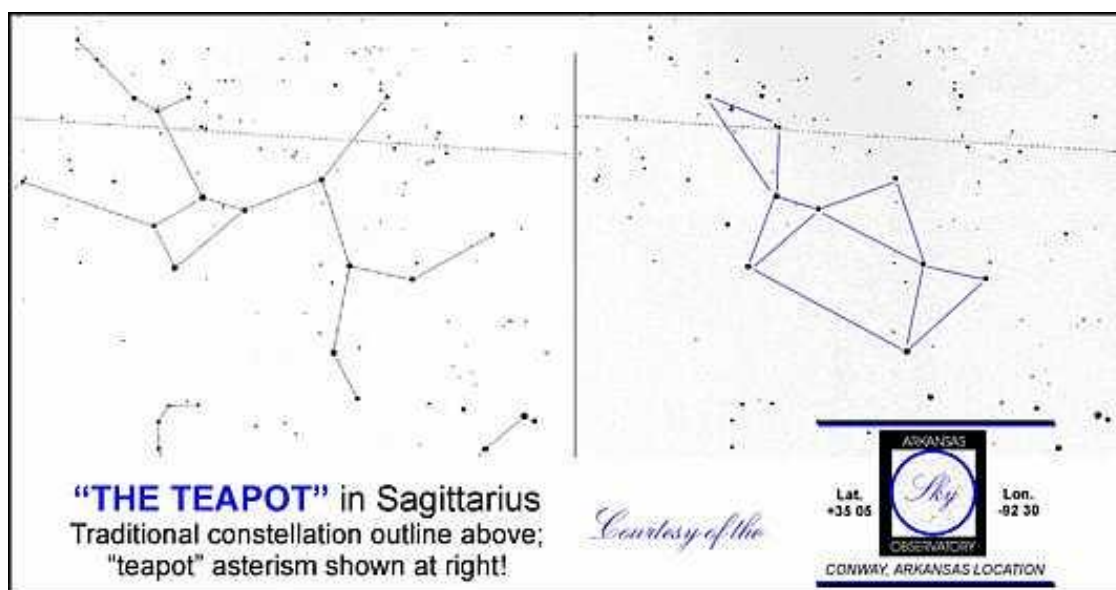 “THE TEAPOT” in Sagittarius
Traditional constellation outline above;
“teapot” asterism shown at right!
Courtesy of the
ARKANSAS
Sky
OBSERVATORY
Lat.
+35 05
Lon.
-92 30
CONWAY, ARKANSAS LOCATION